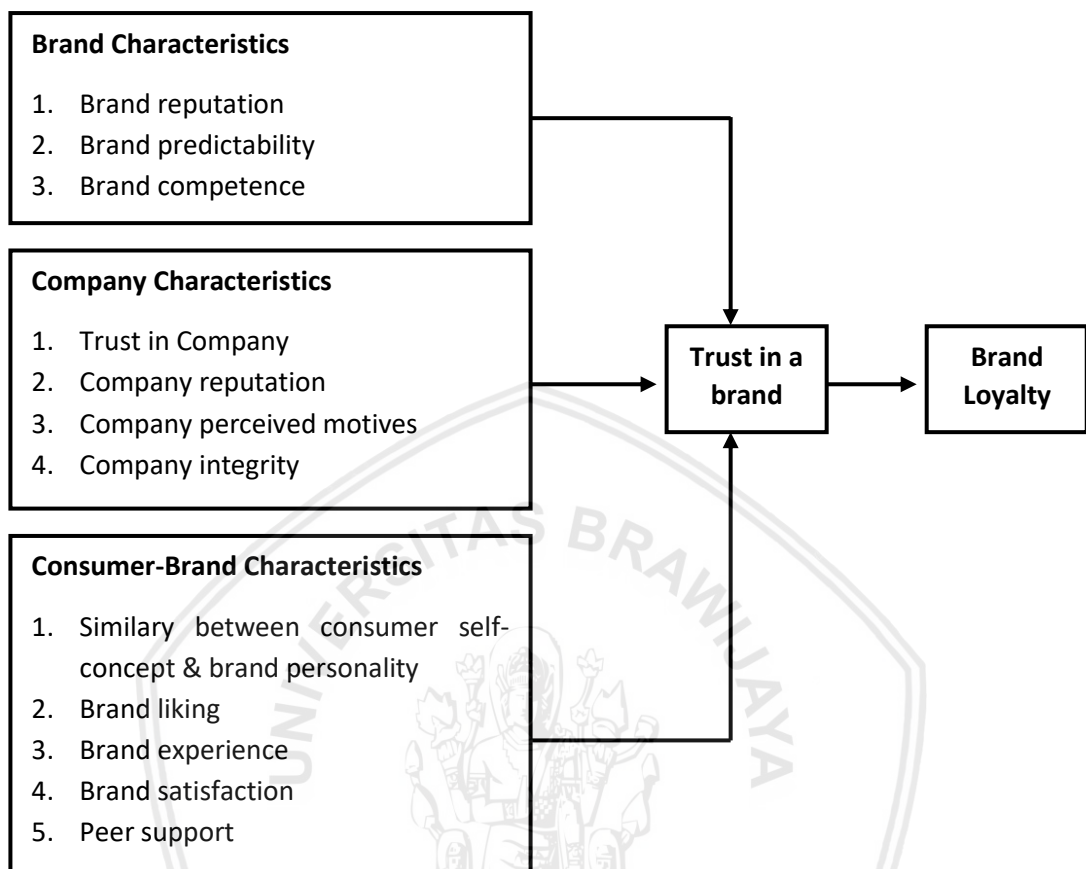 Brand Characteristics
1. Brand reputation
2. Brand predictability
3. Brand competence
Company Characteristics
1. Trust in Company
2. Company reputation
3. Company perceived motives
4. Company integrity
Trust in a
brand
Brand
Loyalty
Consumer-Brand Characteristics
1. Similary between consumer self-
concept & brand personality
2. Brand liking
3. Brand experience
4. Brand satisfaction
5. Peer support
UNIVERSITAS BRAWIJAYA